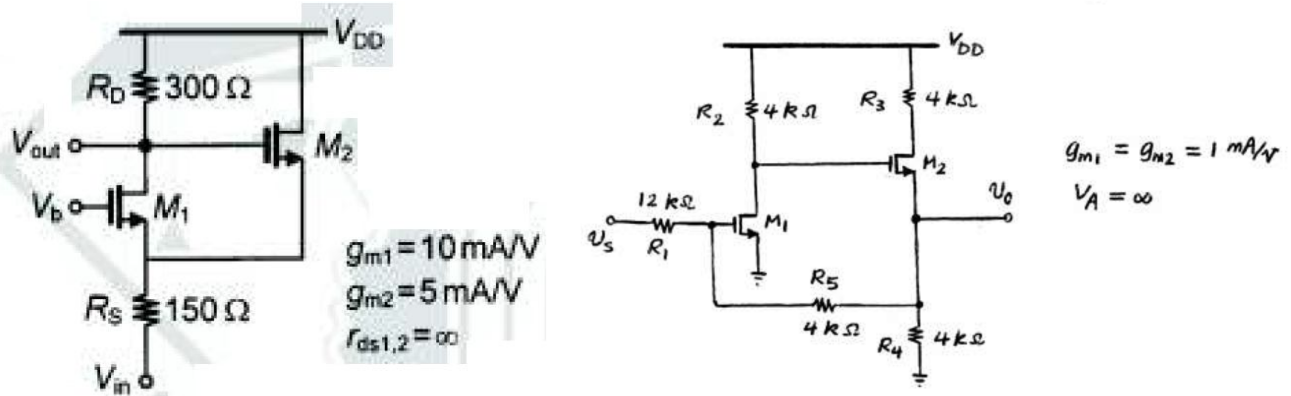 V_DD
R_D 300 Ω
V_out
M_2
V_b
M_1
R_S 150 Ω
V_in
g_m1 = 10 mA/V
g_m2 = 5 mA/V
r_ds1,2 = ∞
V_DD
R_2 4 kΩ
R_3 4 kΩ
M_2
12 kΩ
υ_s
R_1
M_1
υ_o
R_5
4 kΩ
R_4 4 kΩ
g_m1 = g_m2 = 1 mA/v
V_A = ∞